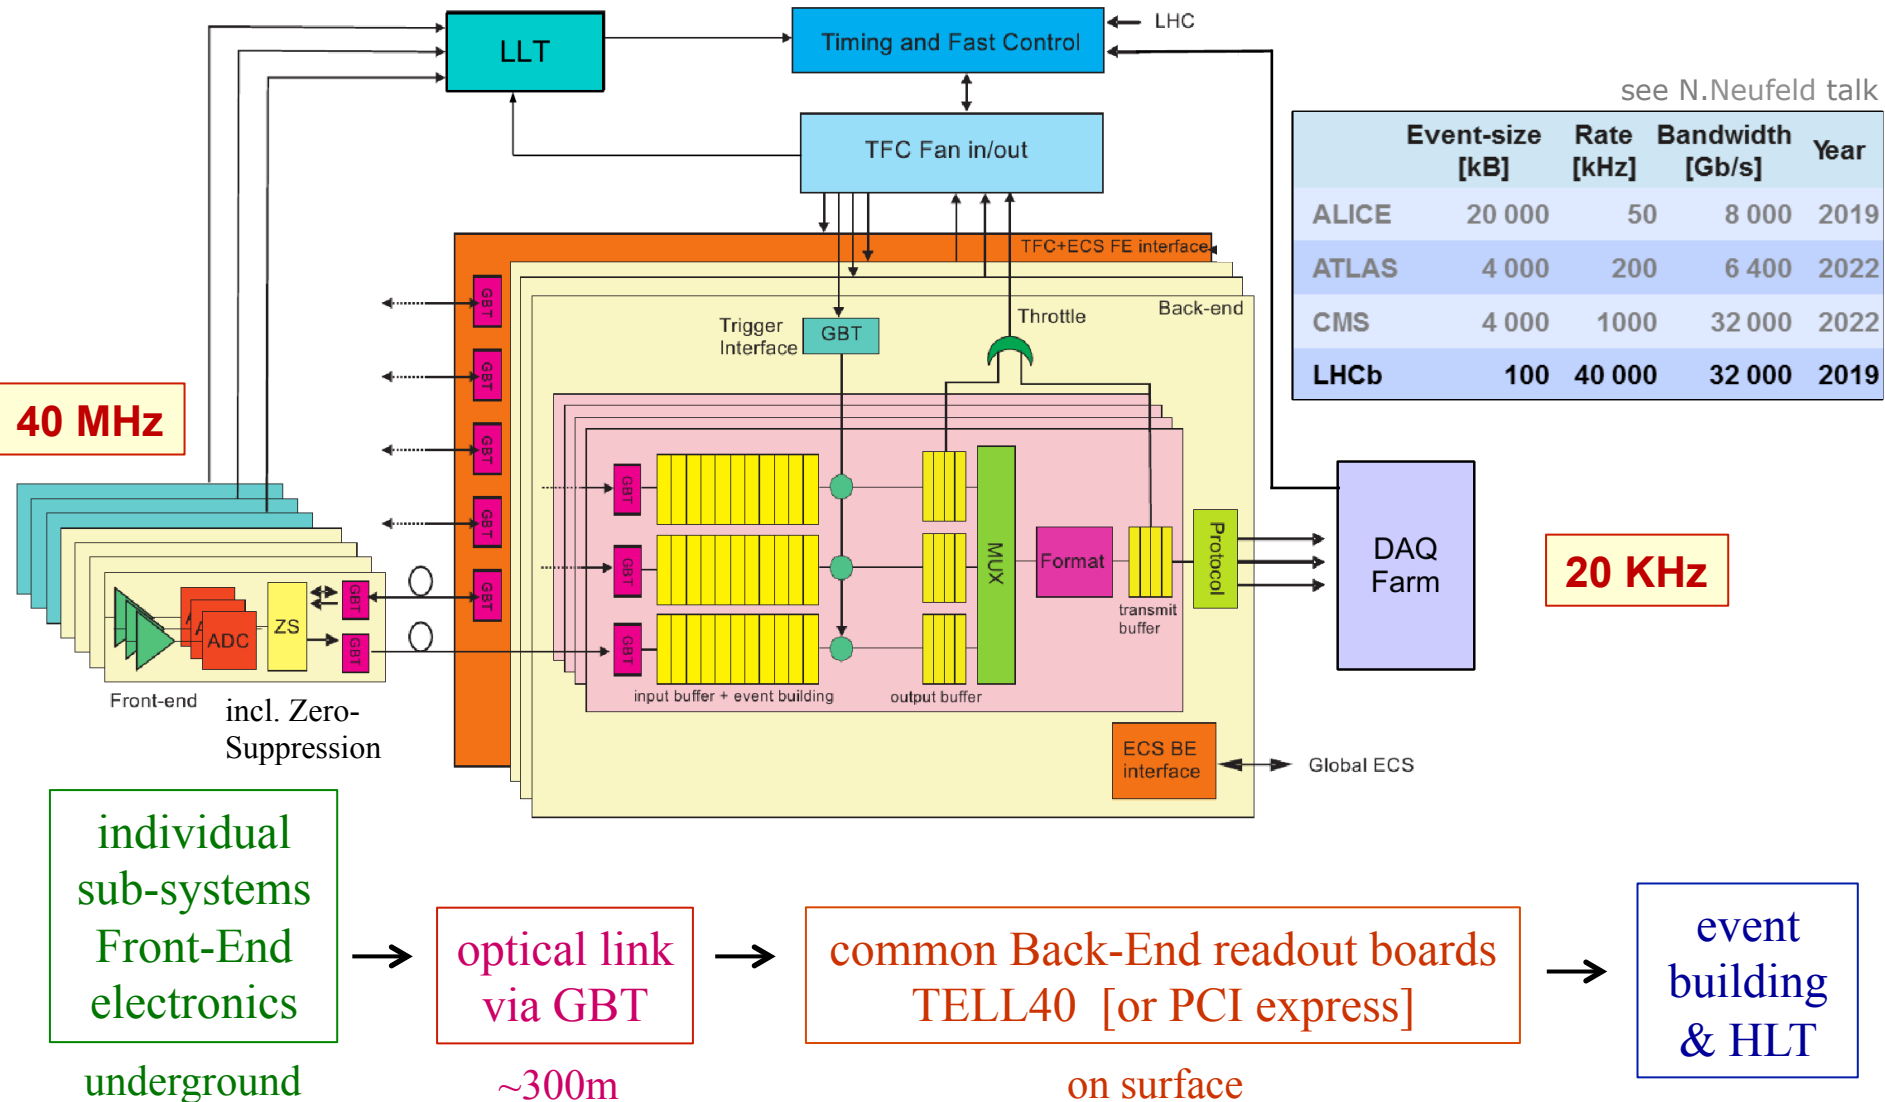 LLT
Timing and Fast Control
LHC
see N.Neufeld talk
TFC Fan in/out
Event-size Rate Bandwidth Year
[kB] [kHz] [Gb/s]
ALICE 20 000 50 8 000 2019
ATLAS 4 000 200 6 400 2022
CMS 4 000 1000 32 000 2022
LHCb 100 40 000 32 000 2019
TFC+ECS FE interface
Back-end
GBT
GBT
GBT
GBT
GBT
Trigger
Interface
GBT
Throttle
40 MHz
GBT
GBT
GBT
MUX
Format
transmit
buffer
Protocol
DAQ
Farm
20 KHz
A
A
ADC
ZS
GBT
GBT
Front-end
incl. Zero-
Suppression
input buffer + event building
output buffer
ECS BE
interface
Global ECS
individual
sub-systems
Front-End
electronics
underground
optical link
via GBT
~300m
common Back-End readout boards
TELL40 [or PCI express]
on surface
event
building
& HLT